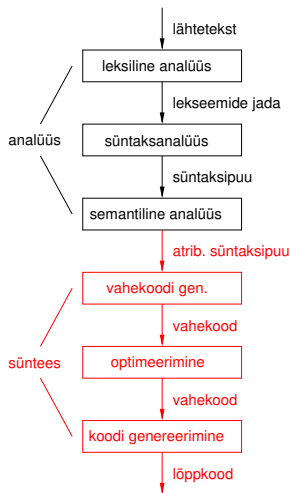 lähtetekst
leksiline analüüs
lekseemide jada
analüüs
süntaksanalüüs
süntaksipuu
semantiline analüüs
atrib. süntaksipuu
vahekoodi gen.
vahekood
süntees
optimeerimine
vahekood
koodi genereerimine
lõppkood